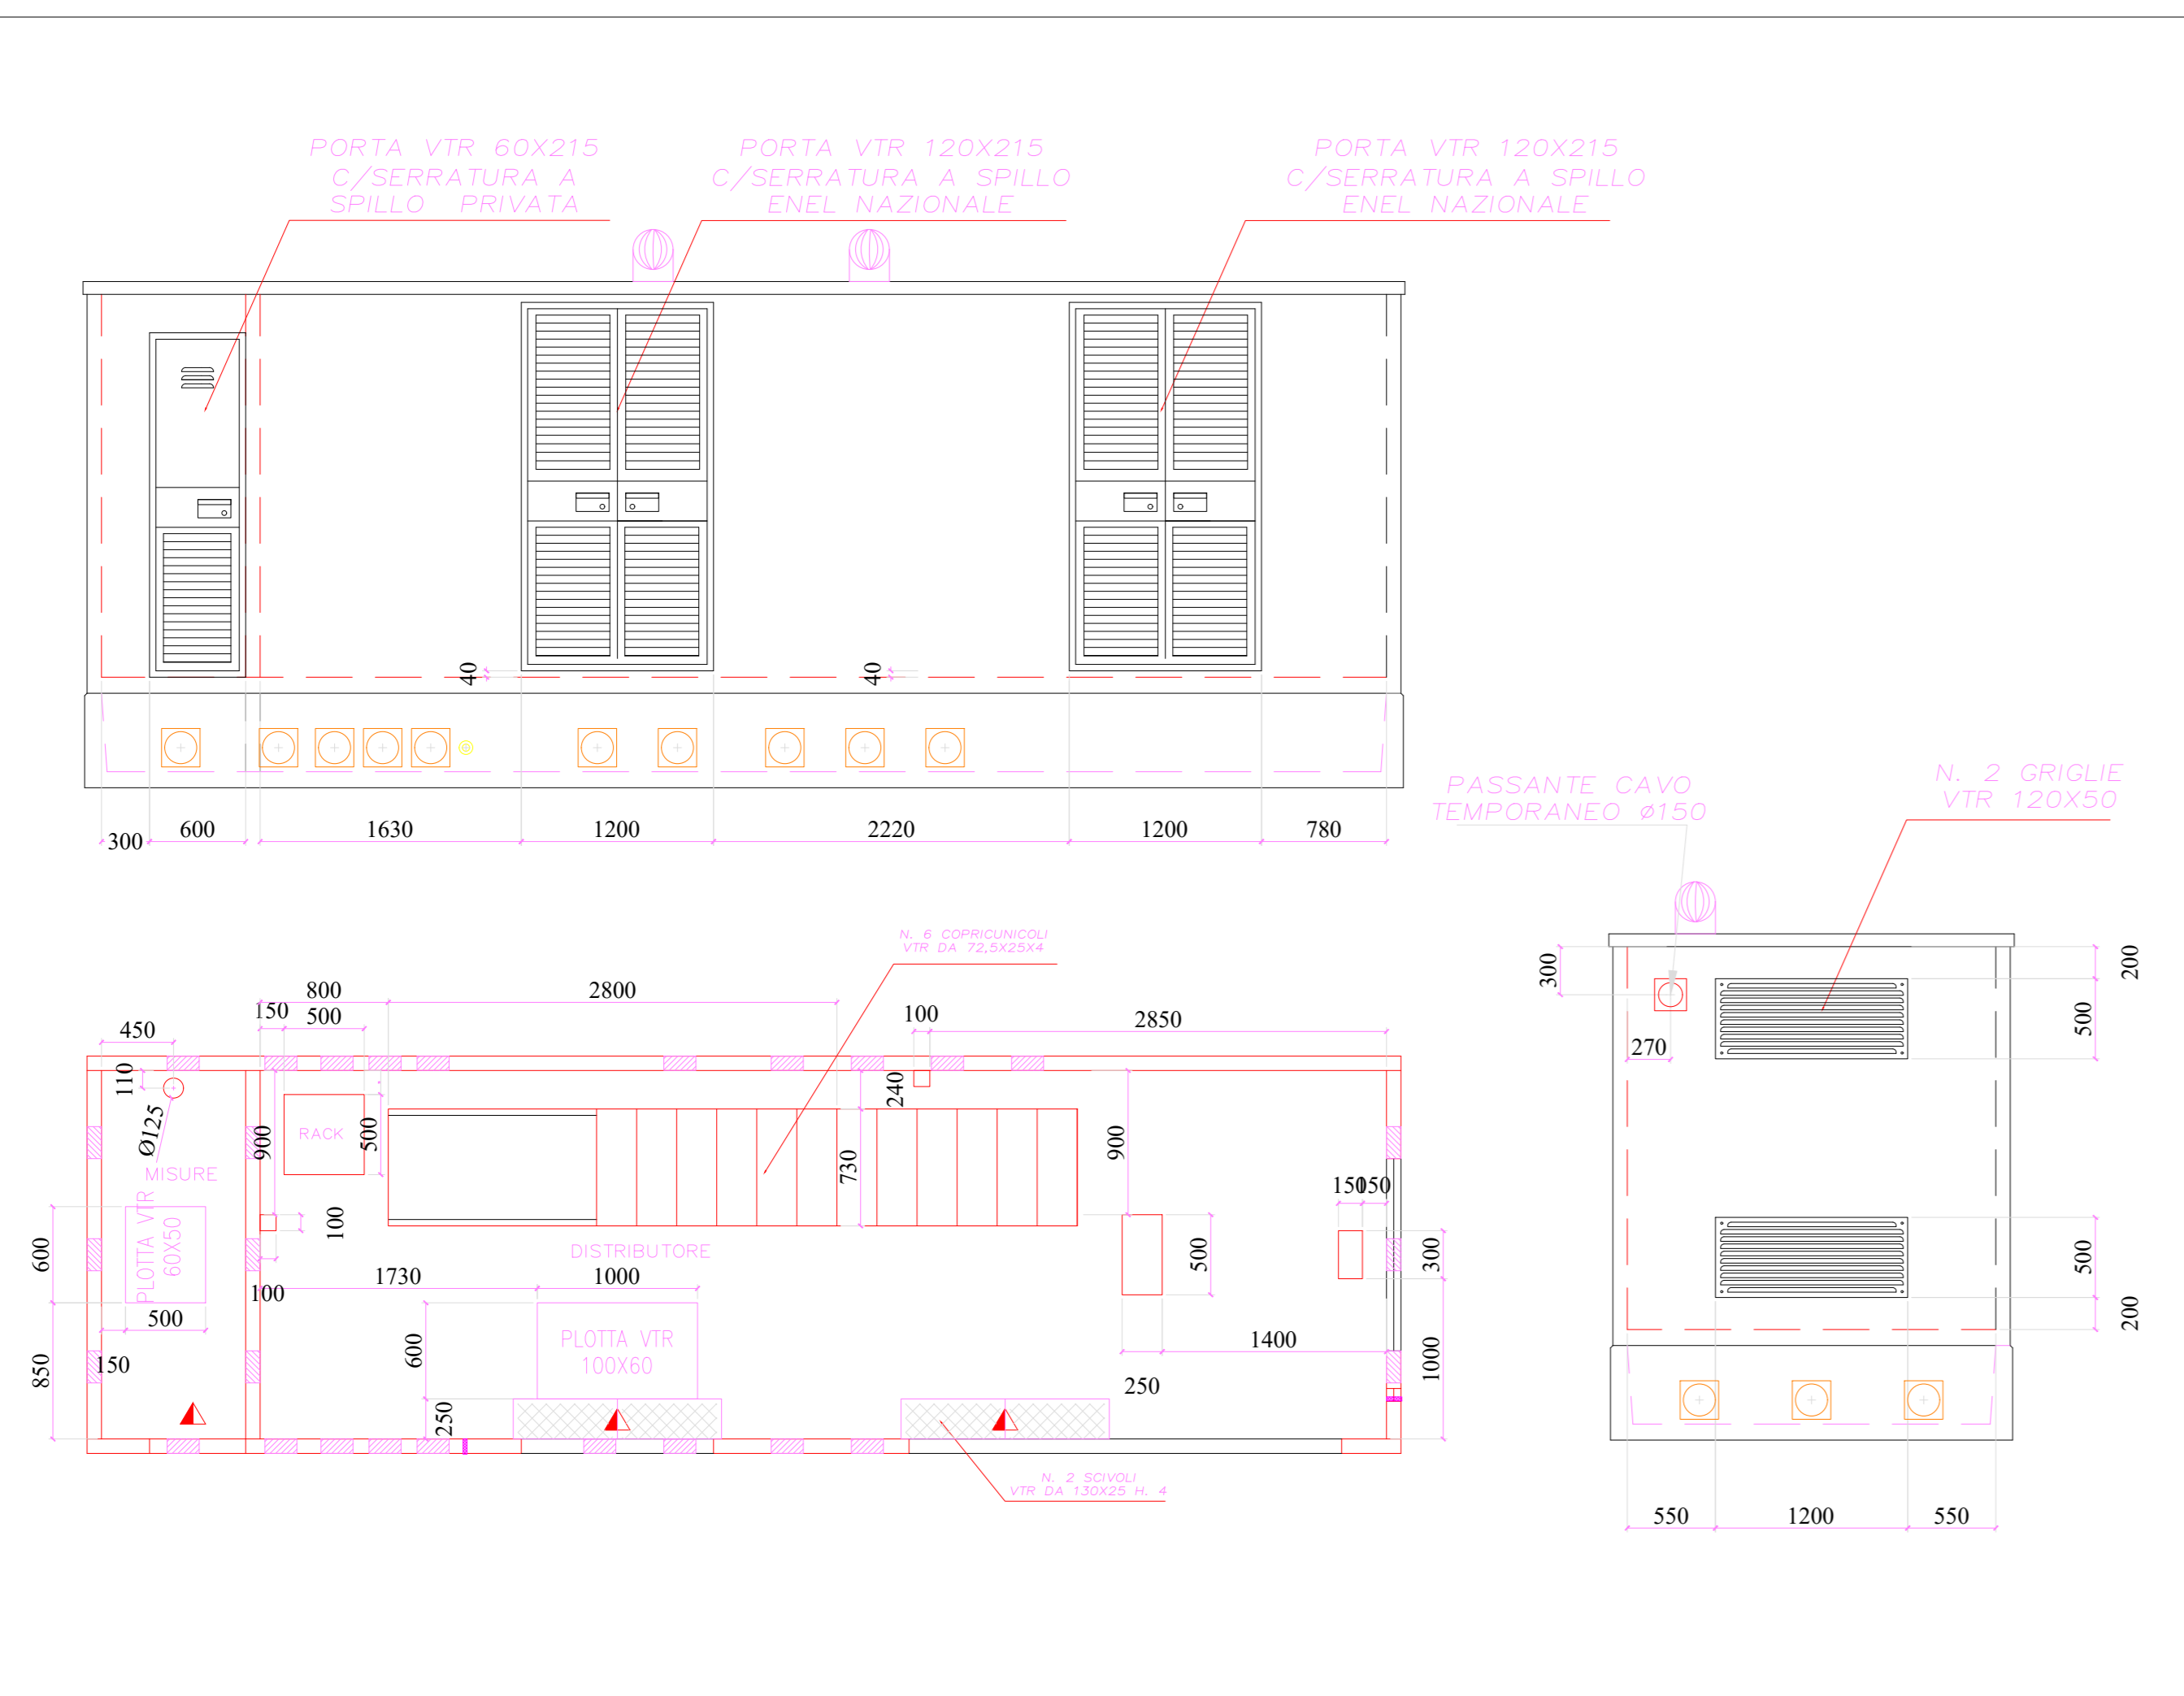 PORTA VTR 60X215
C/SERRATURA A
SPILLO PRIVATA
PORTA VTR 120X215
C/SERRATURA A SPILLO
ENEL NAZIONALE
PORTA VTR 120X215
C/SERRATURA A SPILLO
ENEL NAZIONALE
40
40
300
600
1630
1200
2220
1200
780
PASSANTE CAVO
TEMPORANEO Ø150
N. 2 GRIGLIE
VTR 120X50
N. 6 COPRICUNICOLI
VTR DA 72,5X25X4
800
2800
150
500
450
100
2850
110
Ø125
MISURE
900
RACK
500
240
730
900
150
150
PLOTTA VTR
60X50
600
100
500
300
DISTRIBUTORE
100
1730
1000
500
850
150
600
PLOTTA VTR
100X60
250
1400
250
1000
N. 2 SCIVOLI
VTR DA 130X25 H. 4
300
270
200
500
500
200
550
1200
550